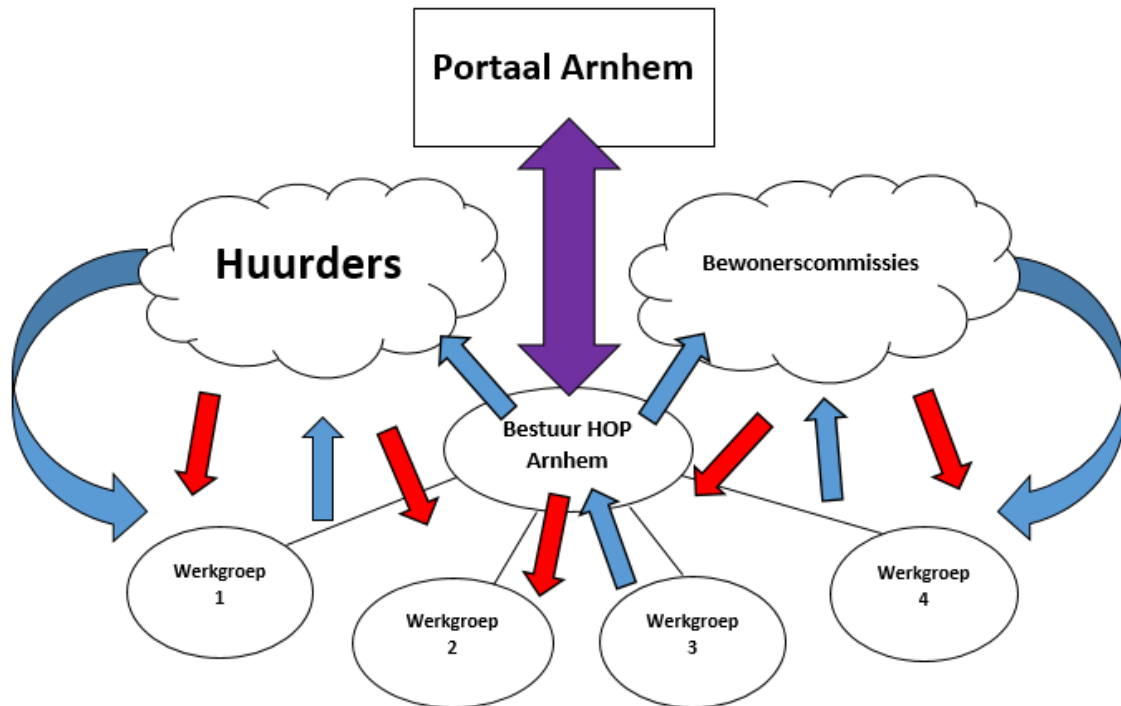 Portaal Arnhem
Huurders
Bewonerscommissies
Bestuur HOP
Arnhem
Werkgroep
1
Werkgroep
2
Werkgroep
3
Werkgroep
4